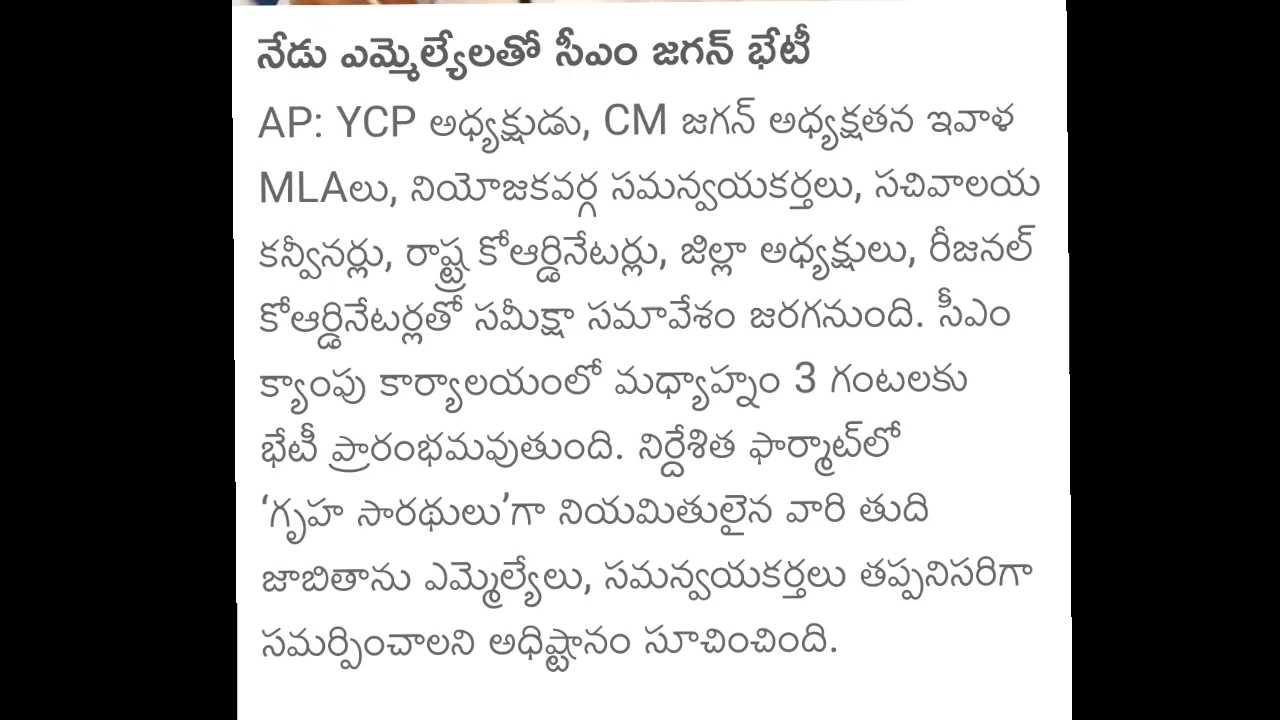 నేడు ఎమ్మెల్యేలతో సీఎం జగన్ భేటీ
AP: YCP అధ్యక్షుడు, CM జగన్ అధ్యక్షతన ఇవాళ
MLAలు, నియోజకవర్గ సమన్వయకర్తలు, సచివాలయ
కన్వీనర్లు, రాష్ట్ర కోఆర్డినేటర్లు, జిల్లా అధ్యక్షులు, రీజనల్
కోఆర్డినేటర్లతో సమీక్షా సమావేశం జరగనుంది. సీఎం
క్యాంపు కార్యాలయంలో మధ్యాహ్నం 3 గంటలకు
భేటీ ప్రారంభమవుతుంది. నిర్దేశిత ఫార్మాట్‌లో
‘గృహ సారథులు’గా నియమితులైన వారి తుది
జాబితాను ఎమ్మెల్యేలు, సమన్వయకర్తలు తప్పనిసరిగా
సమర్పించాలని అధిష్టానం సూచించింది.